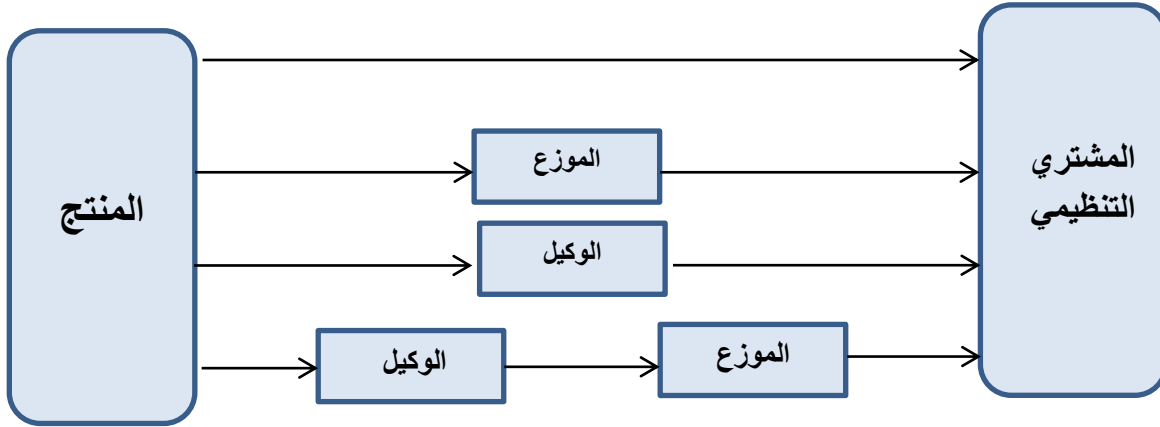 المشتري
التنظيمي
المنتج
الموزع
الوكيل
الوكيل
الموزع